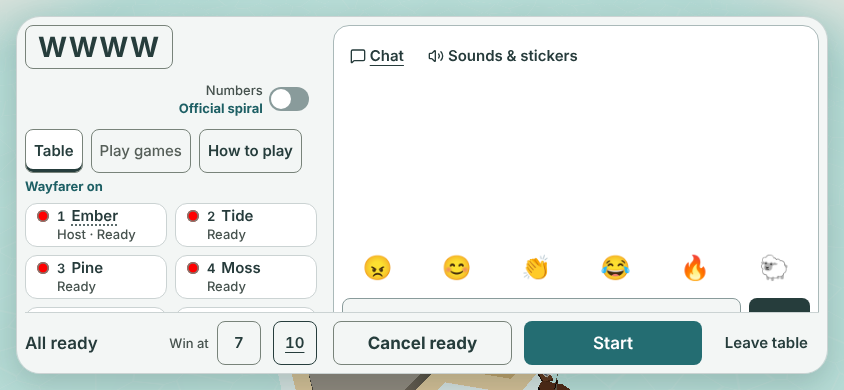 WWWW
Numbers
Official spiral
Table
Play games
How to play
Wayfarer on
1 Ember
Host · Ready
2 Tide
Ready
3 Pine
Ready
4 Moss
Ready
Chat
Sounds & stickers
All ready
Win at
7
10
Cancel ready
Start
Leave table